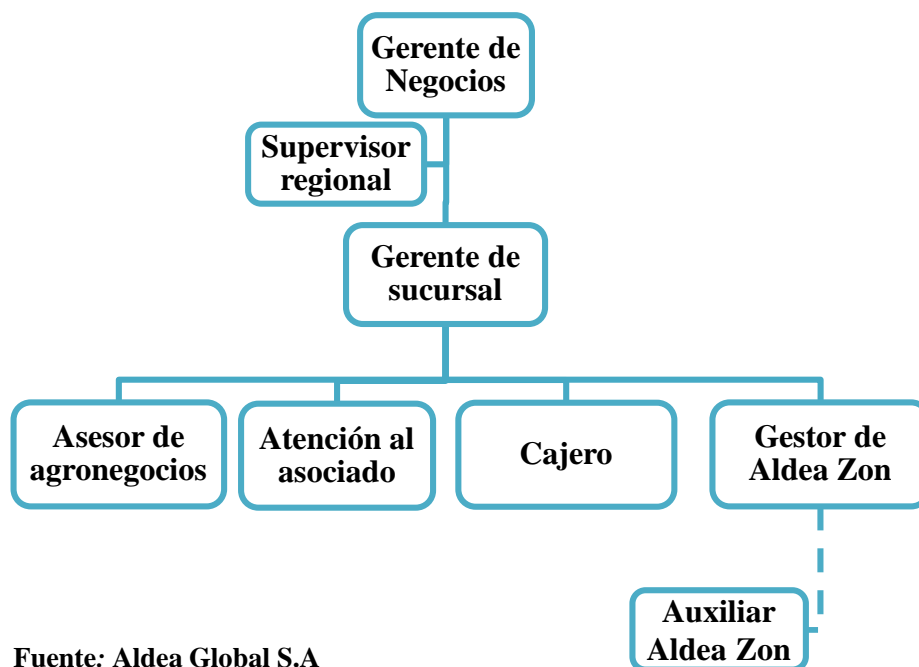 Gerente de
Negocios
Supervisor
regional
Gerente de
sucursal
Asesor de
agronegocios
Atención al
asociado
Cajero
Gestor de
Aldea Zon
Auxiliar
Aldea Zon
Fuente: Aldea Global S.A